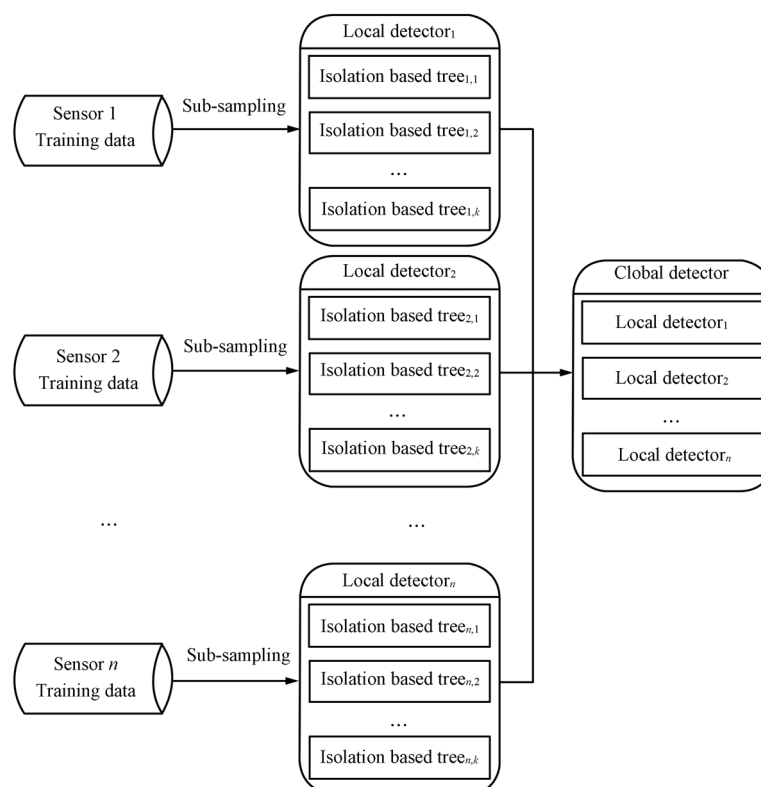 Local detector₁
Isolation based tree₁,₁
Sensor 1
Training data
Sub-sampling
Isolation based tree₁,₂
...
Isolation based tree₁,ₖ
Local detector₂
Isolation based tree₂,₁
Sensor 2
Training data
Sub-sampling
Isolation based tree₂,₂
...
Isolation based tree₂,ₖ
Clobal detector
Local detector₁
Local detector₂
...
Local detectorₙ
...
...
Local detectorₙ
Isolation based treeₙ,₁
Sensor n
Training data
Sub-sampling
Isolation based treeₙ,₂
...
Isolation based treeₙ,ₖ